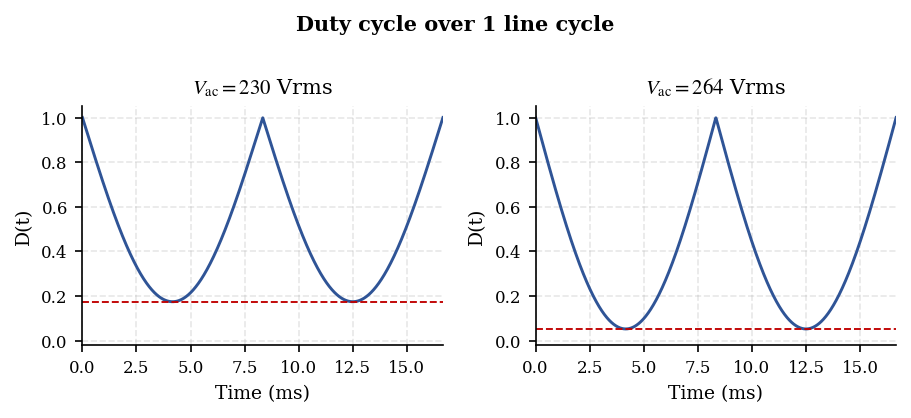 Duty cycle over 1 line cycle
Vac = 230 Vrms
Vac = 264 Vrms
D(t)
1.0
0.8
0.6
0.4
0.2
0.0
0.0 2.5 5.0 7.5 10.0 12.5 15.0
Time (ms)
D(t)
1.0
0.8
0.6
0.4
0.2
0.0
0.0 2.5 5.0 7.5 10.0 12.5 15.0
Time (ms)